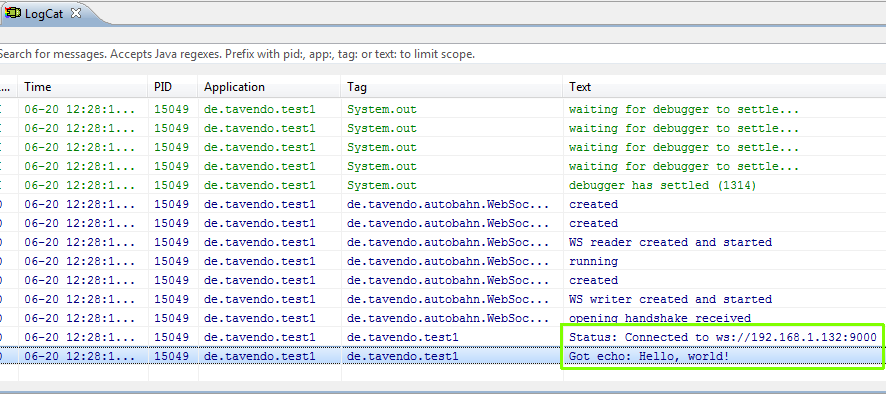 LogCat
Search for messages. Accepts Java regexes. Prefix with pid:, app:, tag: or text: to limit scope.
... Time PID Application Tag Text
I 06-20 12:28:1... 15049 de.tavendo.test1 System.out waiting for debugger to settle...
I 06-20 12:28:1... 15049 de.tavendo.test1 System.out waiting for debugger to settle...
I 06-20 12:28:1... 15049 de.tavendo.test1 System.out waiting for debugger to settle...
I 06-20 12:28:1... 15049 de.tavendo.test1 System.out waiting for debugger to settle...
I 06-20 12:28:1... 15049 de.tavendo.test1 System.out debugger has settled (1314)
D 06-20 12:28:1... 15049 de.tavendo.test1 de.tavendo.autobahn.WebSoc... created
D 06-20 12:28:1... 15049 de.tavendo.test1 de.tavendo.autobahn.WebSoc... created
D 06-20 12:28:1... 15049 de.tavendo.test1 de.tavendo.autobahn.WebSoc... WS reader created and started
D 06-20 12:28:1... 15049 de.tavendo.test1 de.tavendo.autobahn.WebSoc... running
D 06-20 12:28:1... 15049 de.tavendo.test1 de.tavendo.autobahn.WebSoc... created
D 06-20 12:28:1... 15049 de.tavendo.test1 de.tavendo.autobahn.WebSoc... WS writer created and started
D 06-20 12:28:1... 15049 de.tavendo.test1 de.tavendo.autobahn.WebSoc... opening handshake received
D 06-20 12:28:1... 15049 de.tavendo.test1 de.tavendo.test1 Status: Connected to ws://192.168.1.132:9000
D 06-20 12:28:1... 15049 de.tavendo.test1 de.tavendo.test1 Got echo: Hello, world!